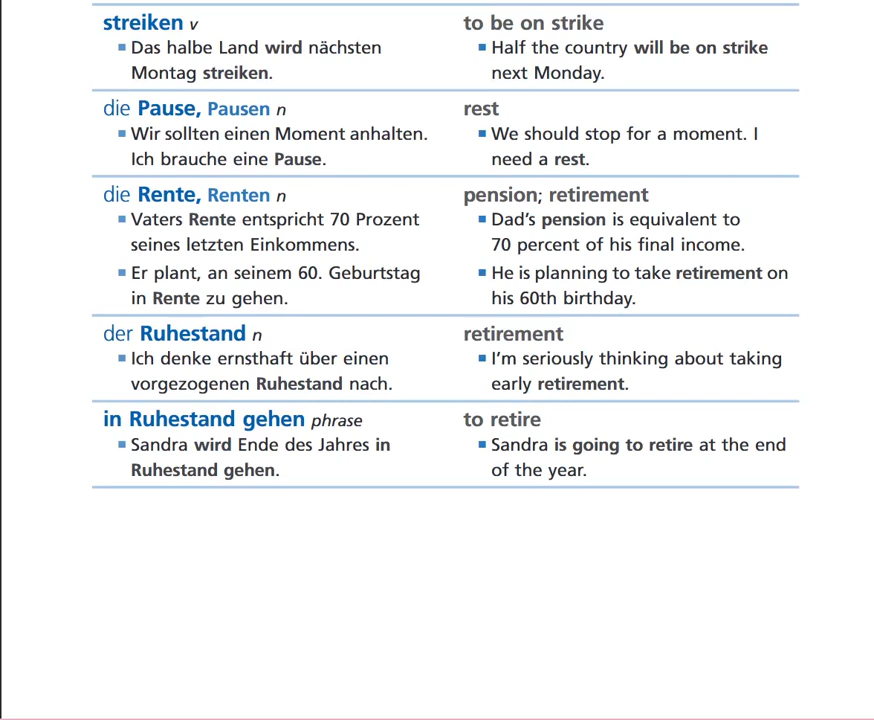 streiken v
to be on strike
▪ Das halbe Land wird nächsten
Montag streiken.
▪ Half the country will be on strike
next Monday.
die Pause, Pausen n
rest
▪ Wir sollten einen Moment anhalten.
Ich brauche eine Pause.
▪ We should stop for a moment. I
need a rest.
die Rente, Renten n
pension; retirement
▪ Vaters Rente entspricht 70 Prozent
seines letzten Einkommens.
▪ Dad’s pension is equivalent to
70 percent of his final income.
▪ Er plant, an seinem 60. Geburtstag
in Rente zu gehen.
▪ He is planning to take retirement on
his 60th birthday.
der Ruhestand n
retirement
▪ Ich denke ernsthaft über einen
vorgezogenen Ruhestand nach.
▪ I’m seriously thinking about taking
early retirement.
in Ruhestand gehen phrase
to retire
▪ Sandra wird Ende des Jahres in
Ruhestand gehen.
▪ Sandra is going to retire at the end
of the year.